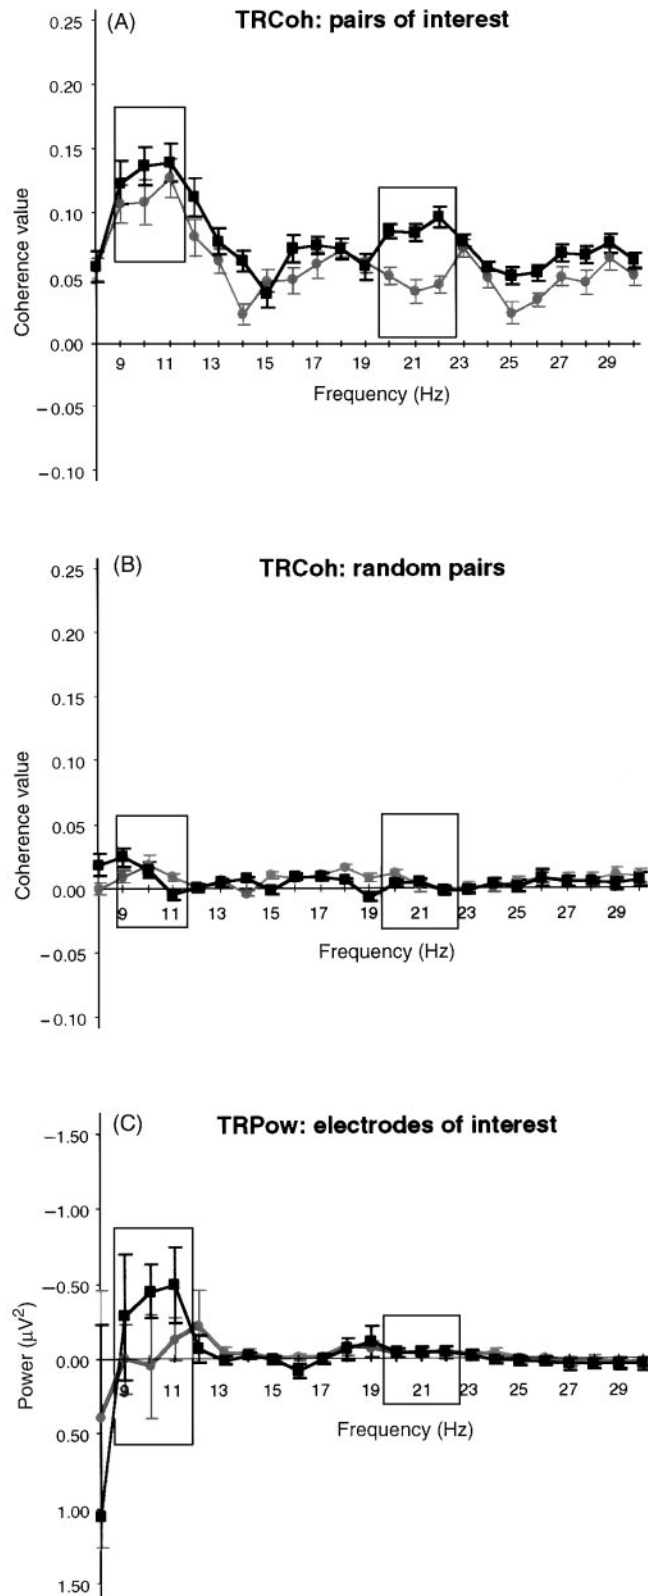 (A) TRCoh: pairs of interest
0.25
0.20
0.15
0.10
0.05
0.00
−0.05
−0.10
Coherence value
9 11 13 15 17 19 21 23 25 27 29
Frequency (Hz)
(B) TRCoh: random pairs
0.25
0.20
0.15
0.10
0.05
0.00
−0.05
−0.10
Coherence value
9 11 13 15 17 19 21 23 25 27 29
Frequency (Hz)
(C) TRPow: electrodes of interest
−1.50
−1.00
−0.50
0.00
0.50
1.00
1.50
Power (μV²)
9 11 13 15 17 19 21 23 25 27 29
Frequency (Hz)